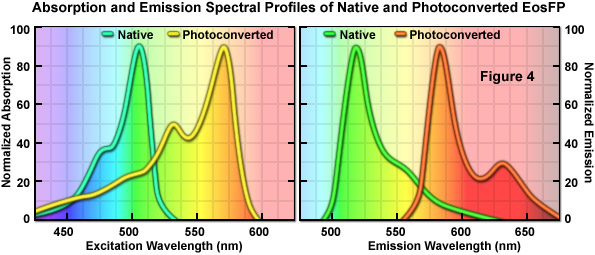 Absorption and Emission Spectral Profiles of Native and Photoconverted EosFP
Normalized Absorption
100
80
60
40
20
0
Native
Photoconverted
450
500
550
600
Excitation Wavelength (nm)
Native
Photoconverted
Figure 4
500
550
600
650
Emission Wavelength (nm)
100
80
60
40
20
0
Normalized Emission